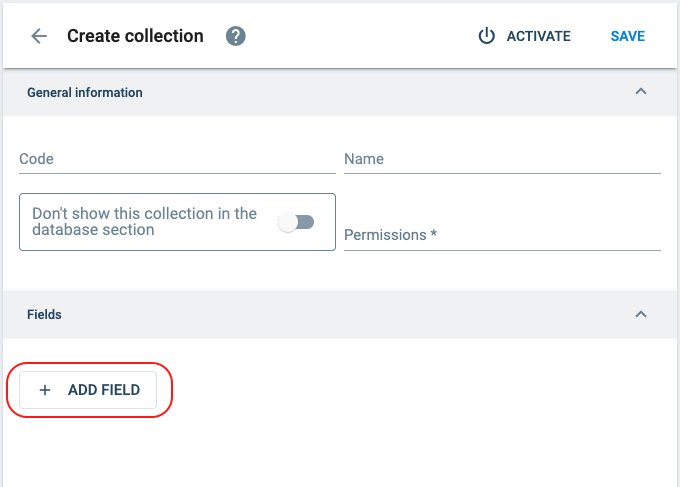 Create collection ?
ACTIVATE
SAVE
General information
Code
Name
Don't show this collection in the
database section
Permissions *
Fields
+ ADD FIELD